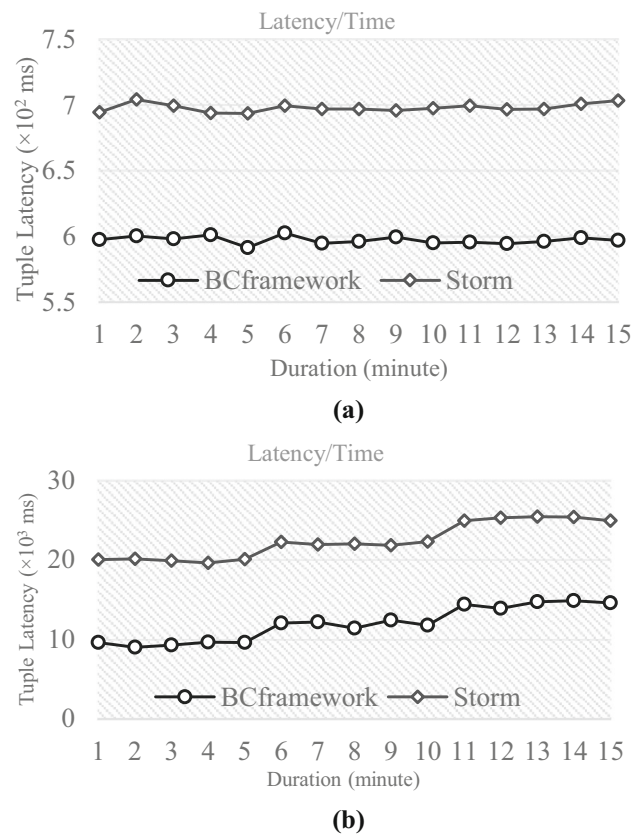 Latency/Time
Tuple Latency (×10² ms)
7.5
7
6.5
6
5.5
BCframework Storm
1 2 3 4 5 6 7 8 9 10 11 12 13 14 15
Duration (minute)
(a)
Latency/Time
Tuple Latency (×10³ ms)
30
20
10
0
BCframework Storm
1 2 3 4 5 6 7 8 9 10 11 12 13 14 15
Duration (minute)
(b)